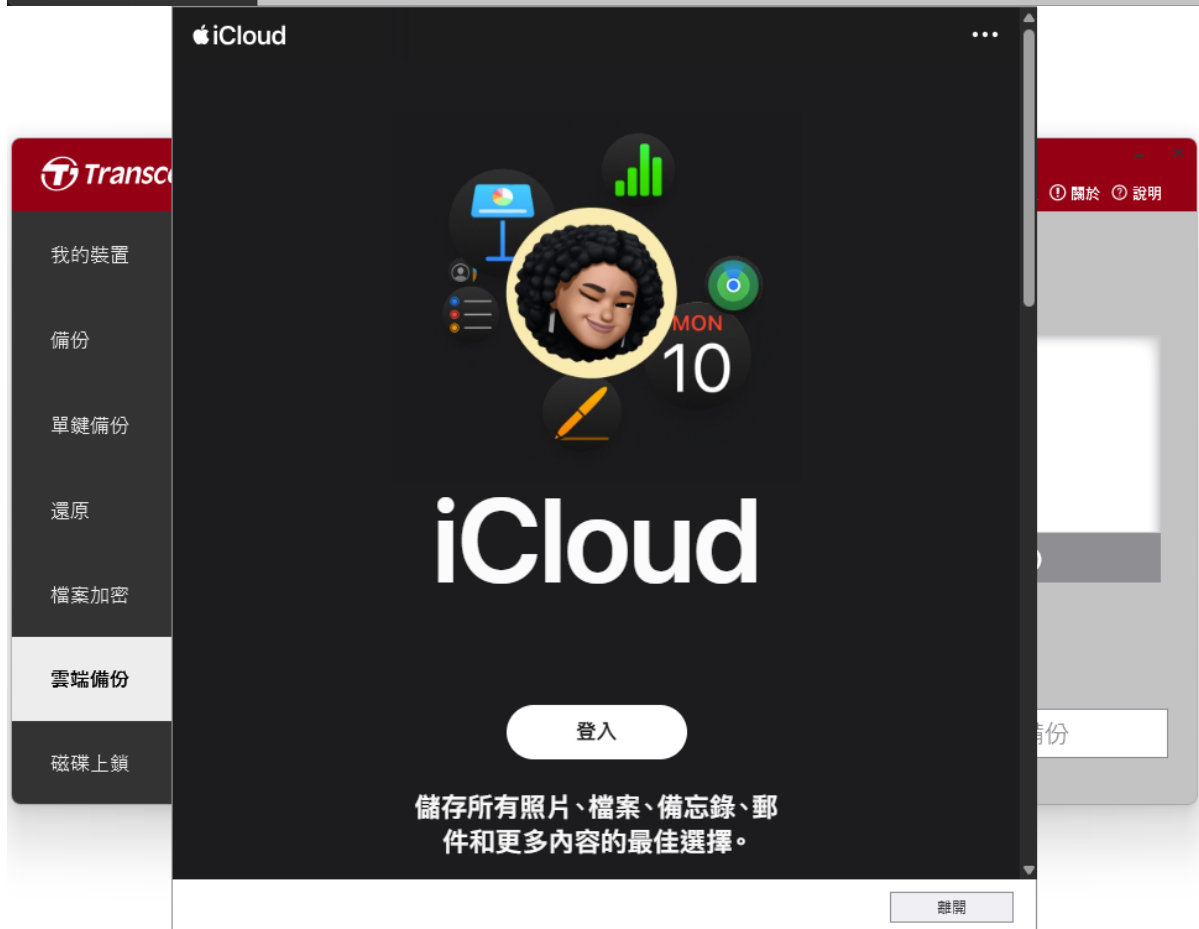 iCloud
Transc
關於
說明
我的裝置
備份
單鍵備份
還原
檔案加密
雲端備份
磁碟上鎖
MON
10
iCloud
登入
儲存所有照片、檔案、備忘錄、郵
件和更多內容的最佳選擇。
備份
離開